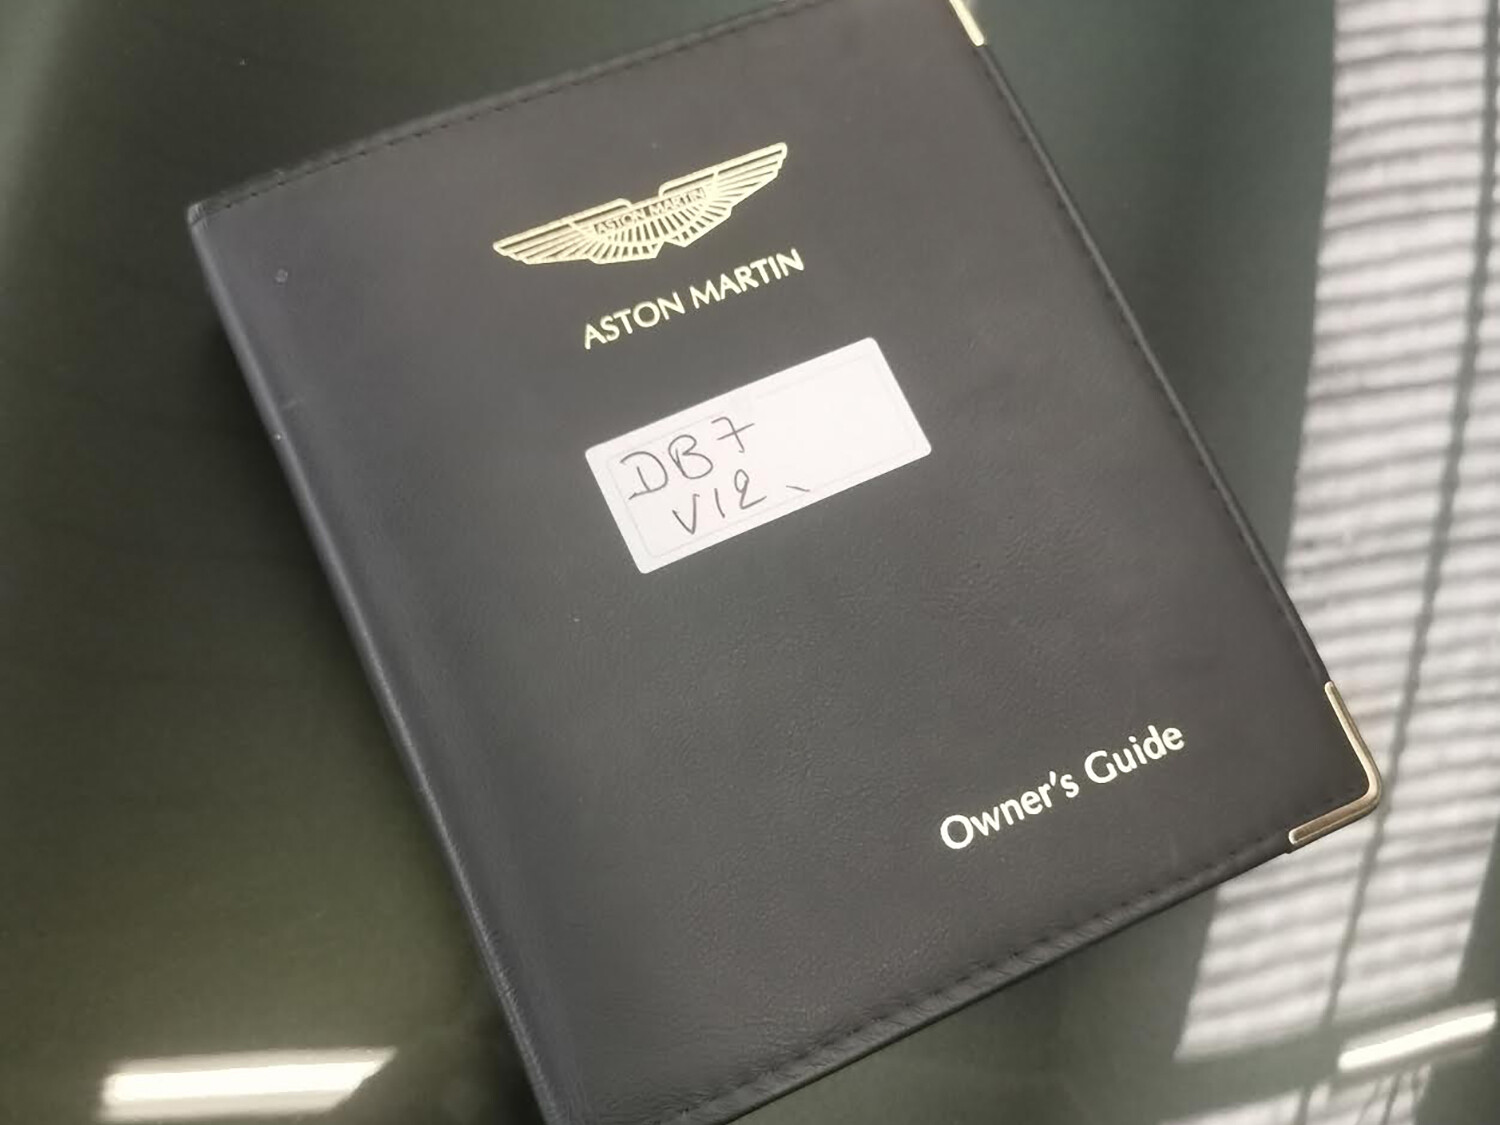 ASTON MARTIN
ASTON MARTIN
DB7
V12
Owner's Guide